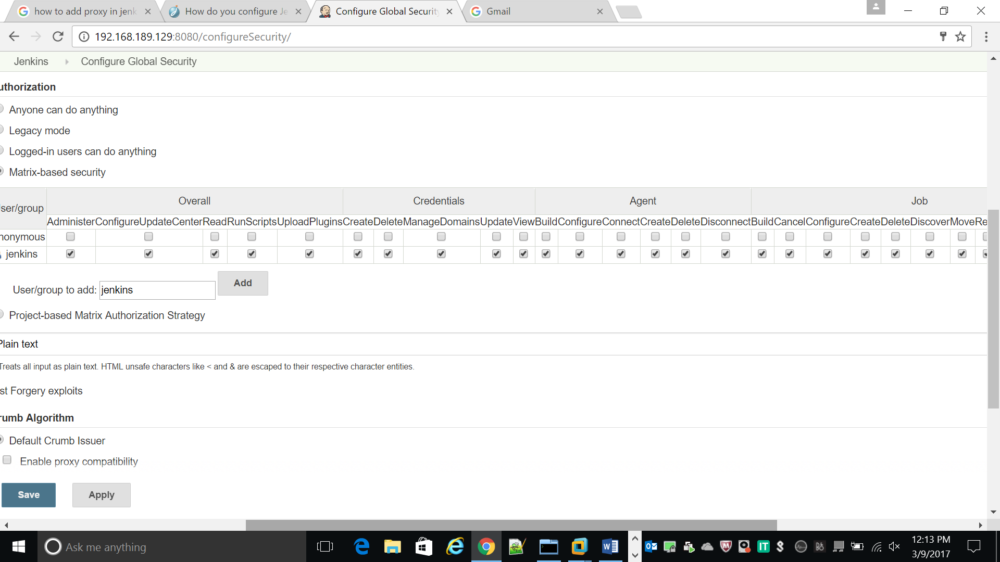 how to add proxy in jenk
How do you configure Je
Configure Global Security
Gmail
192.168.189.129:8080/configureSecurity/
Jenkins
Configure Global Security
uthorization
Anyone can do anything
Legacy mode
Logged-in users can do anything
Matrix-based security
ser/group
Overall
Credentials
Agent
Job
Administer ConfigureUpdateCenter Read RunScripts UploadPlugins Create Delete ManageDomains Update View Build Configure Connect Create Delete Disconnect Build Cancel Configure Create Delete Discover Move Re
nonymous
jenkins
User/group to add: jenkins
Add
Project-based Matrix Authorization Strategy
Plain text
Treats all input as plain text. HTML unsafe characters like < and & are escaped to their respective character entities.
st Forgery exploits
rumb Algorithm
Default Crumb Issuer
Enable proxy compatibility
Save
Apply
Ask me anything
12:13 PM
3/9/2017